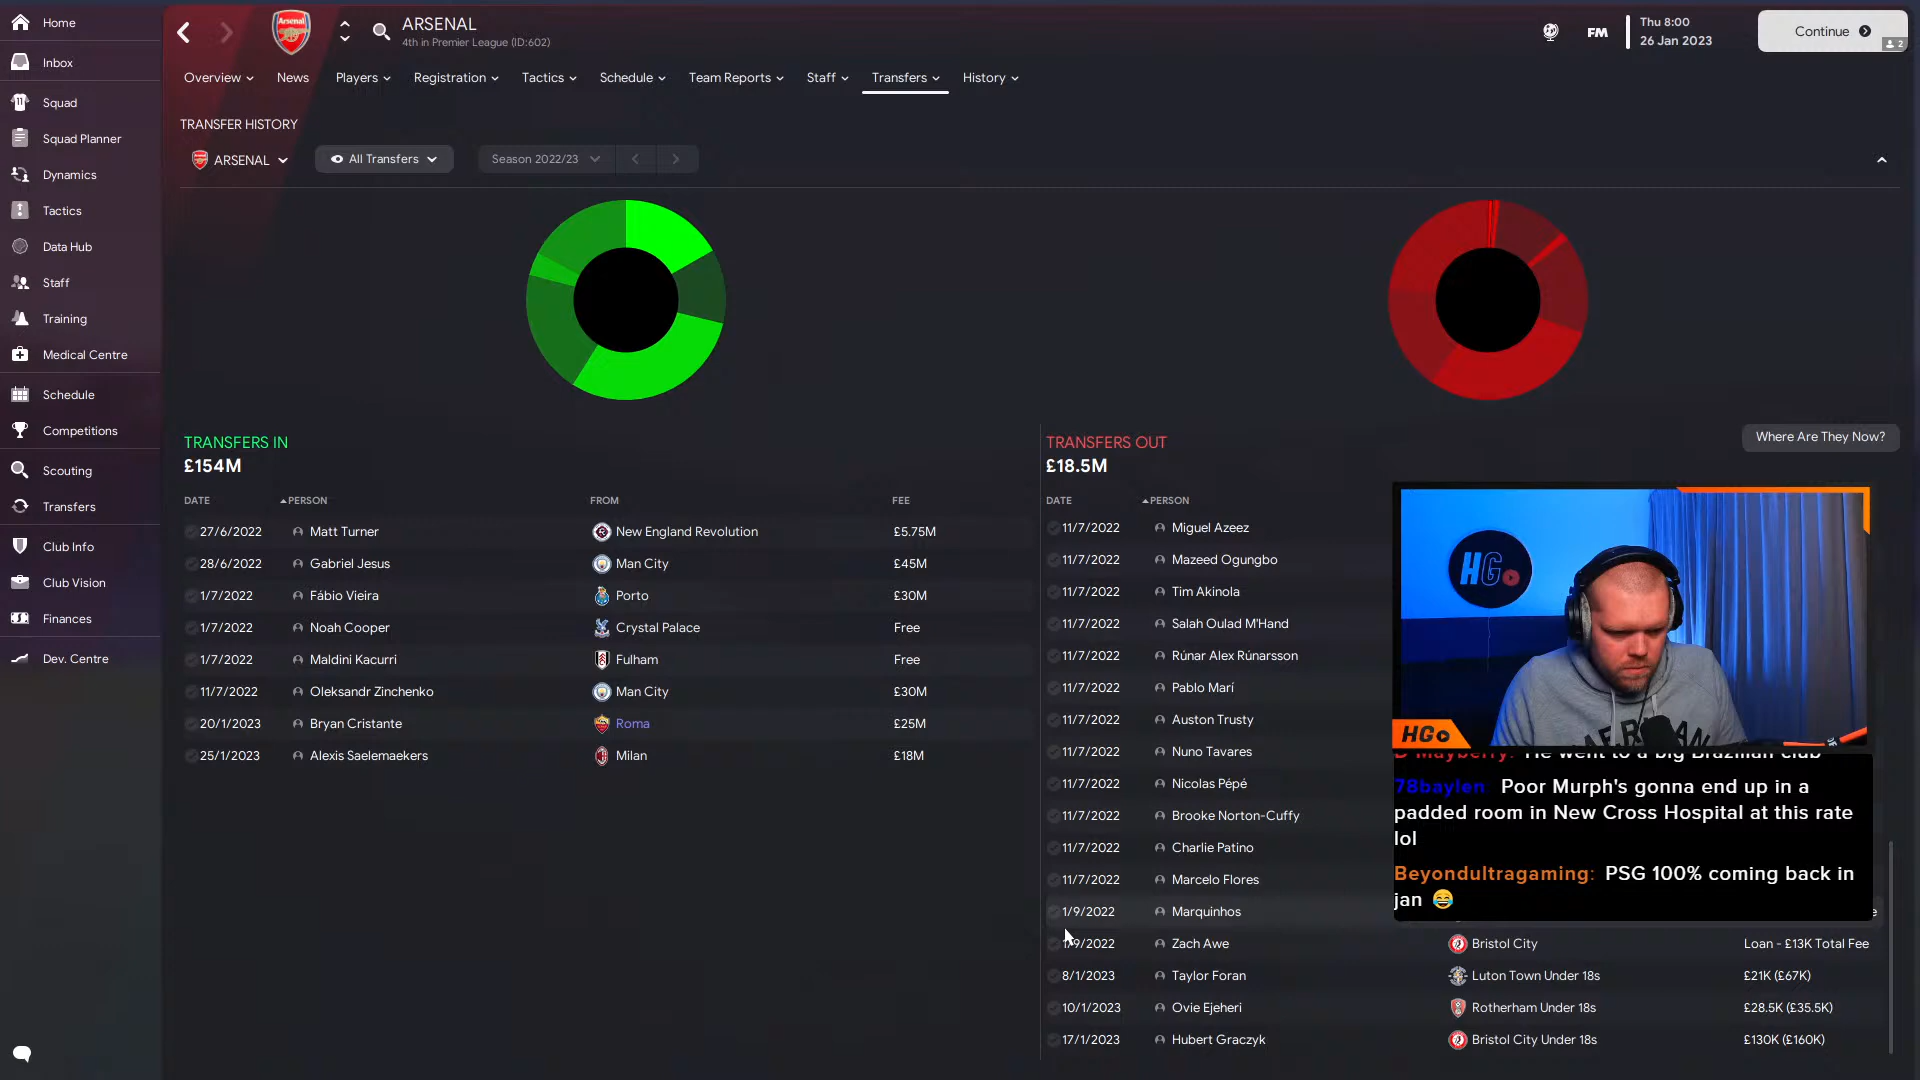 Home
Inbox
Squad
Squad Planner
Dynamics
Tactics
Data Hub
Staff
Training
Medical Centre
Schedule
Competitions
Scouting
Transfers
Club Info
Club Vision
Finances
Dev. Centre
Arsenal
ARSENAL
4th in Premier League (ID:602)
FM
Thu 8:00
26 Jan 2023
Continue
2
Overview News Players Registration Tactics Schedule Team Reports Staff Transfers History
TRANSFER HISTORY
ARSENAL All Transfers Season 2022/23
TRANSFERS IN
£154M
DATE PERSON FROM FEE
27/6/2022 Matt Turner New England Revolution £5.75M
28/6/2022 Gabriel Jesus Man City £45M
1/7/2022 Fábio Vieira Porto £30M
1/7/2022 Noah Cooper Crystal Palace Free
1/7/2022 Maldini Kacurri Fulham Free
11/7/2022 Oleksandr Zinchenko Man City £30M
20/1/2023 Bryan Cristante Roma £25M
25/1/2023 Alexis Saelemaekers Milan £18M
TRANSFERS OUT
£18.5M
Where Are They Now?
DATE PERSON
11/7/2022 Miguel Azeez
11/7/2022 Mazeed Ogungbo
11/7/2022 Tim Akinola
11/7/2022 Salah Oulad M'Hand
11/7/2022 Rúnar Alex Rúnarsson
11/7/2022 Pablo Marí
11/7/2022 Auston Trusty
11/7/2022 Nuno Tavares
11/7/2022 Nicolas Pépé
11/7/2022 Brooke Norton-Cuffy
11/7/2022 Charlie Patino
11/7/2022 Marcelo Flores
1/9/2022 Marquinhos
1/9/2022 Zach Awe Bristol City Loan - £13K Total Fee
8/1/2023 Taylor Foran Luton Town Under 18s £21K (£67K)
10/1/2023 Ovie Ejeheri Rotherham Under 18s £28.5K (£35.5K)
17/1/2023 Hubert Graczyk Bristol City Under 18s £130K (£160K)
HG
HG
D Mayberry: He went to a big Brazilian club
78baylen: Poor Murph's gonna end up in a
padded room in New Cross Hospital at this rate
lol
Beyondultragaming: PSG 100% coming back in
jan 😂